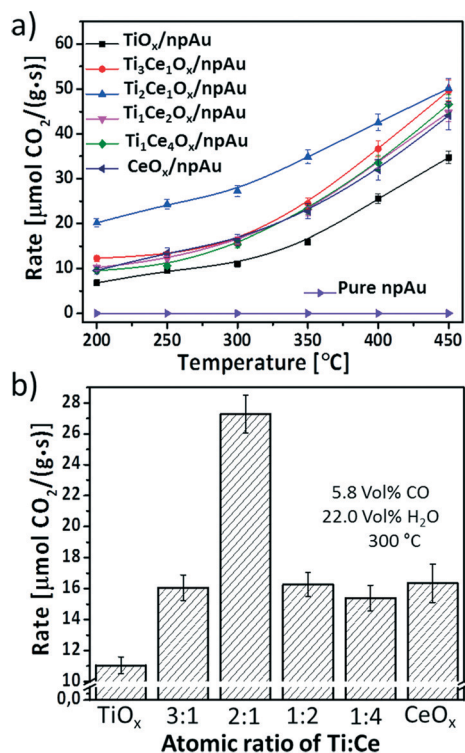 a)
60
50
40
30
20
10
0
Rate [μmol CO₂/(g·s)]
TiOₓ/npAu
Ti₃Ce₁Oₓ/npAu
Ti₂Ce₁Oₓ/npAu
Ti₁Ce₂Oₓ/npAu
Ti₁Ce₄Oₓ/npAu
CeOₓ/npAu
Pure npAu
200 250 300 350 400 450
Temperature [°C]
b)
28
26
24
22
20
18
16
14
12
10
0,0
Rate [μmol CO₂/(g·s)]
5.8 Vol% CO
22.0 Vol% H₂O
300 °C
TiOₓ 3:1 2:1 1:2 1:4 CeOₓ
Atomic ratio of Ti:Ce